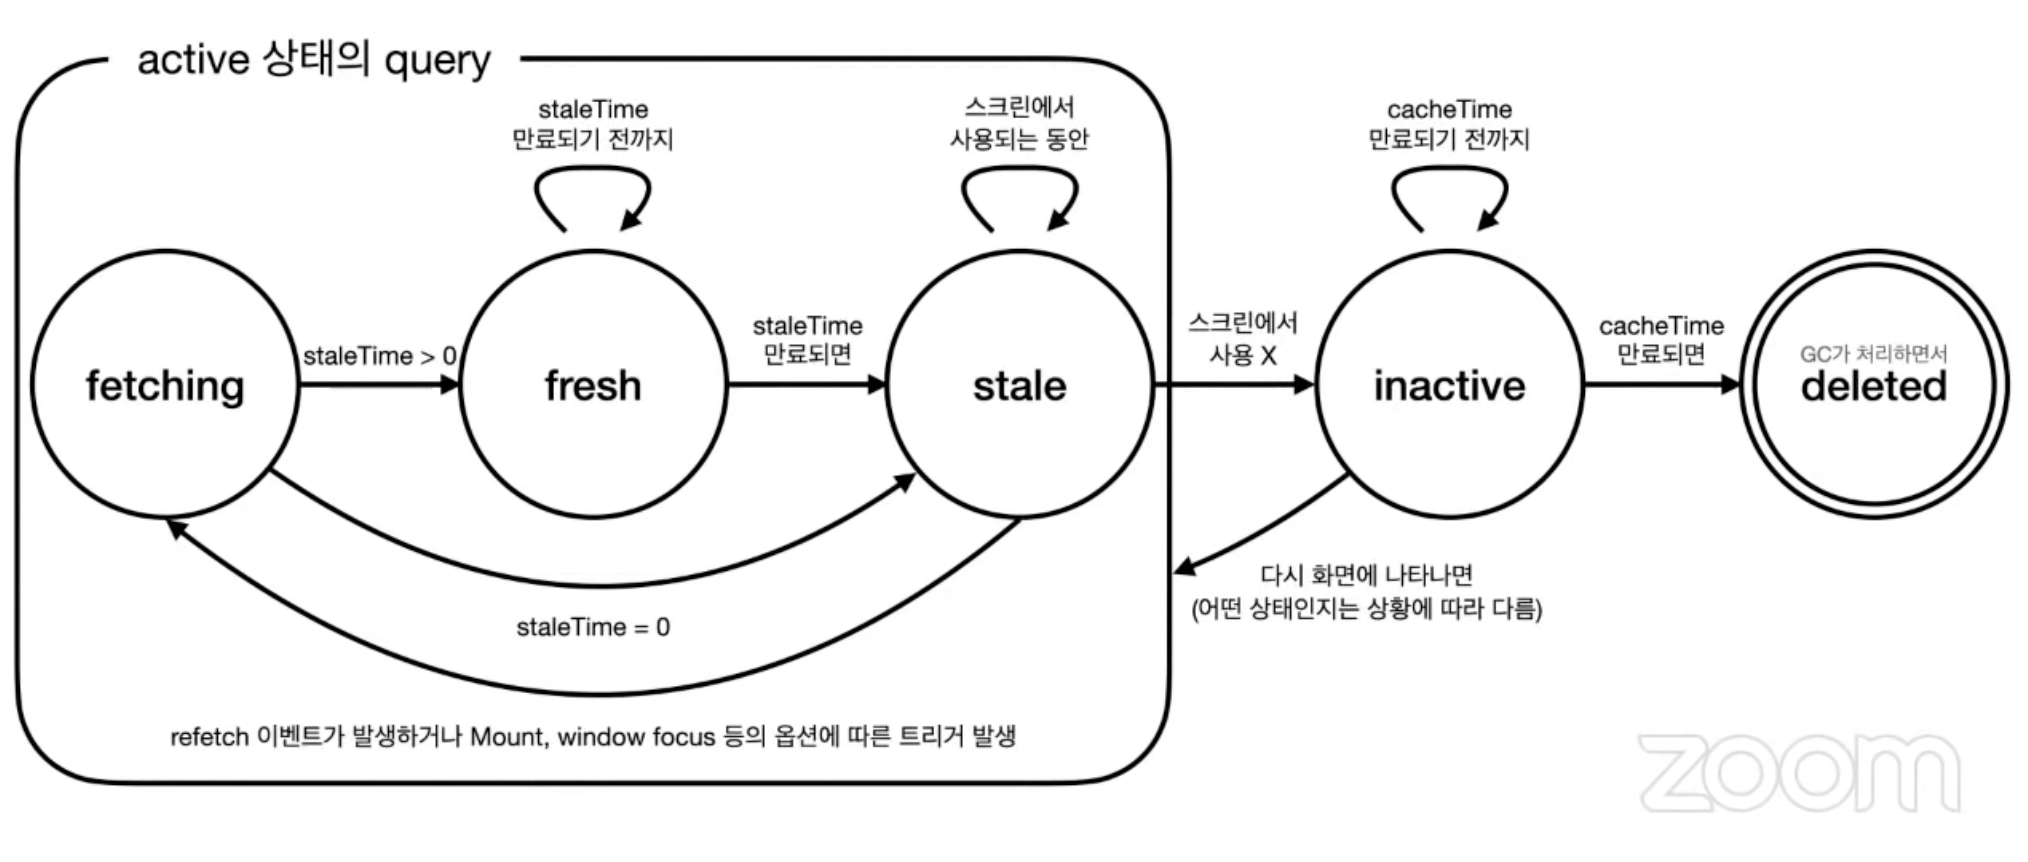 active 상태의 query
staleTime
만료되기 전까지
스크린에서
사용되는 동안
cacheTime
만료되기 전까지
fetching
staleTime > 0
fresh
staleTime
만료되면
stale
스크린에서
사용 X
inactive
cacheTime
만료되면
GC가 처리하면서
deleted
다시 화면에 나타나면
(어떤 상태인지는 상황에 따라 다름)
staleTime = 0
refetch 이벤트가 발생하거나 Mount, window focus 등의 옵션에 따른 트리거 발생
zoom